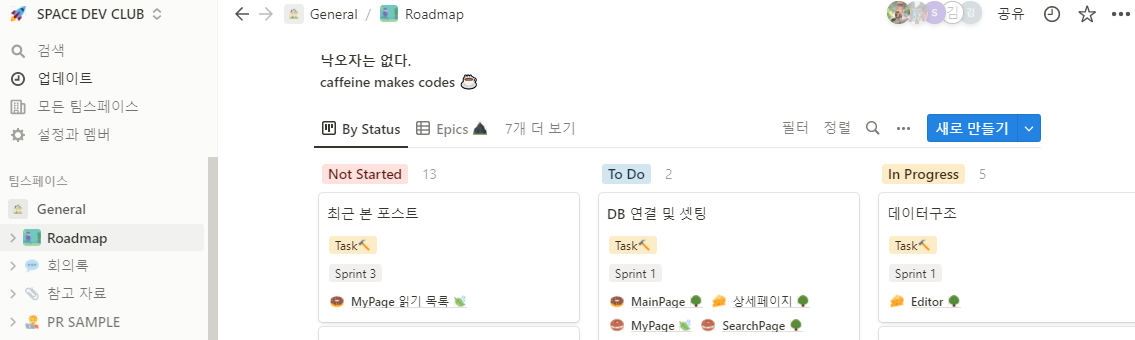 SPACE DEV CLUB
General / Roadmap
공유
검색
업데이트
모든 팀스페이스
설정과 멤버
팀스페이스
General
Roadmap
회의록
참고 자료
PR SAMPLE
낙오자는 없다.
caffeine makes codes
By Status Epics 7개 더 보기
필터 정렬 새로 만들기
Not Started 13
최근 본 포스트
Task
Sprint 3
MyPage 읽기 목록
To Do 2
DB 연결 및 셋팅
Task
Sprint 1
MainPage 상세페이지
MyPage SearchPage
In Progress 5
데이터구조
Task
Sprint 1
Editor